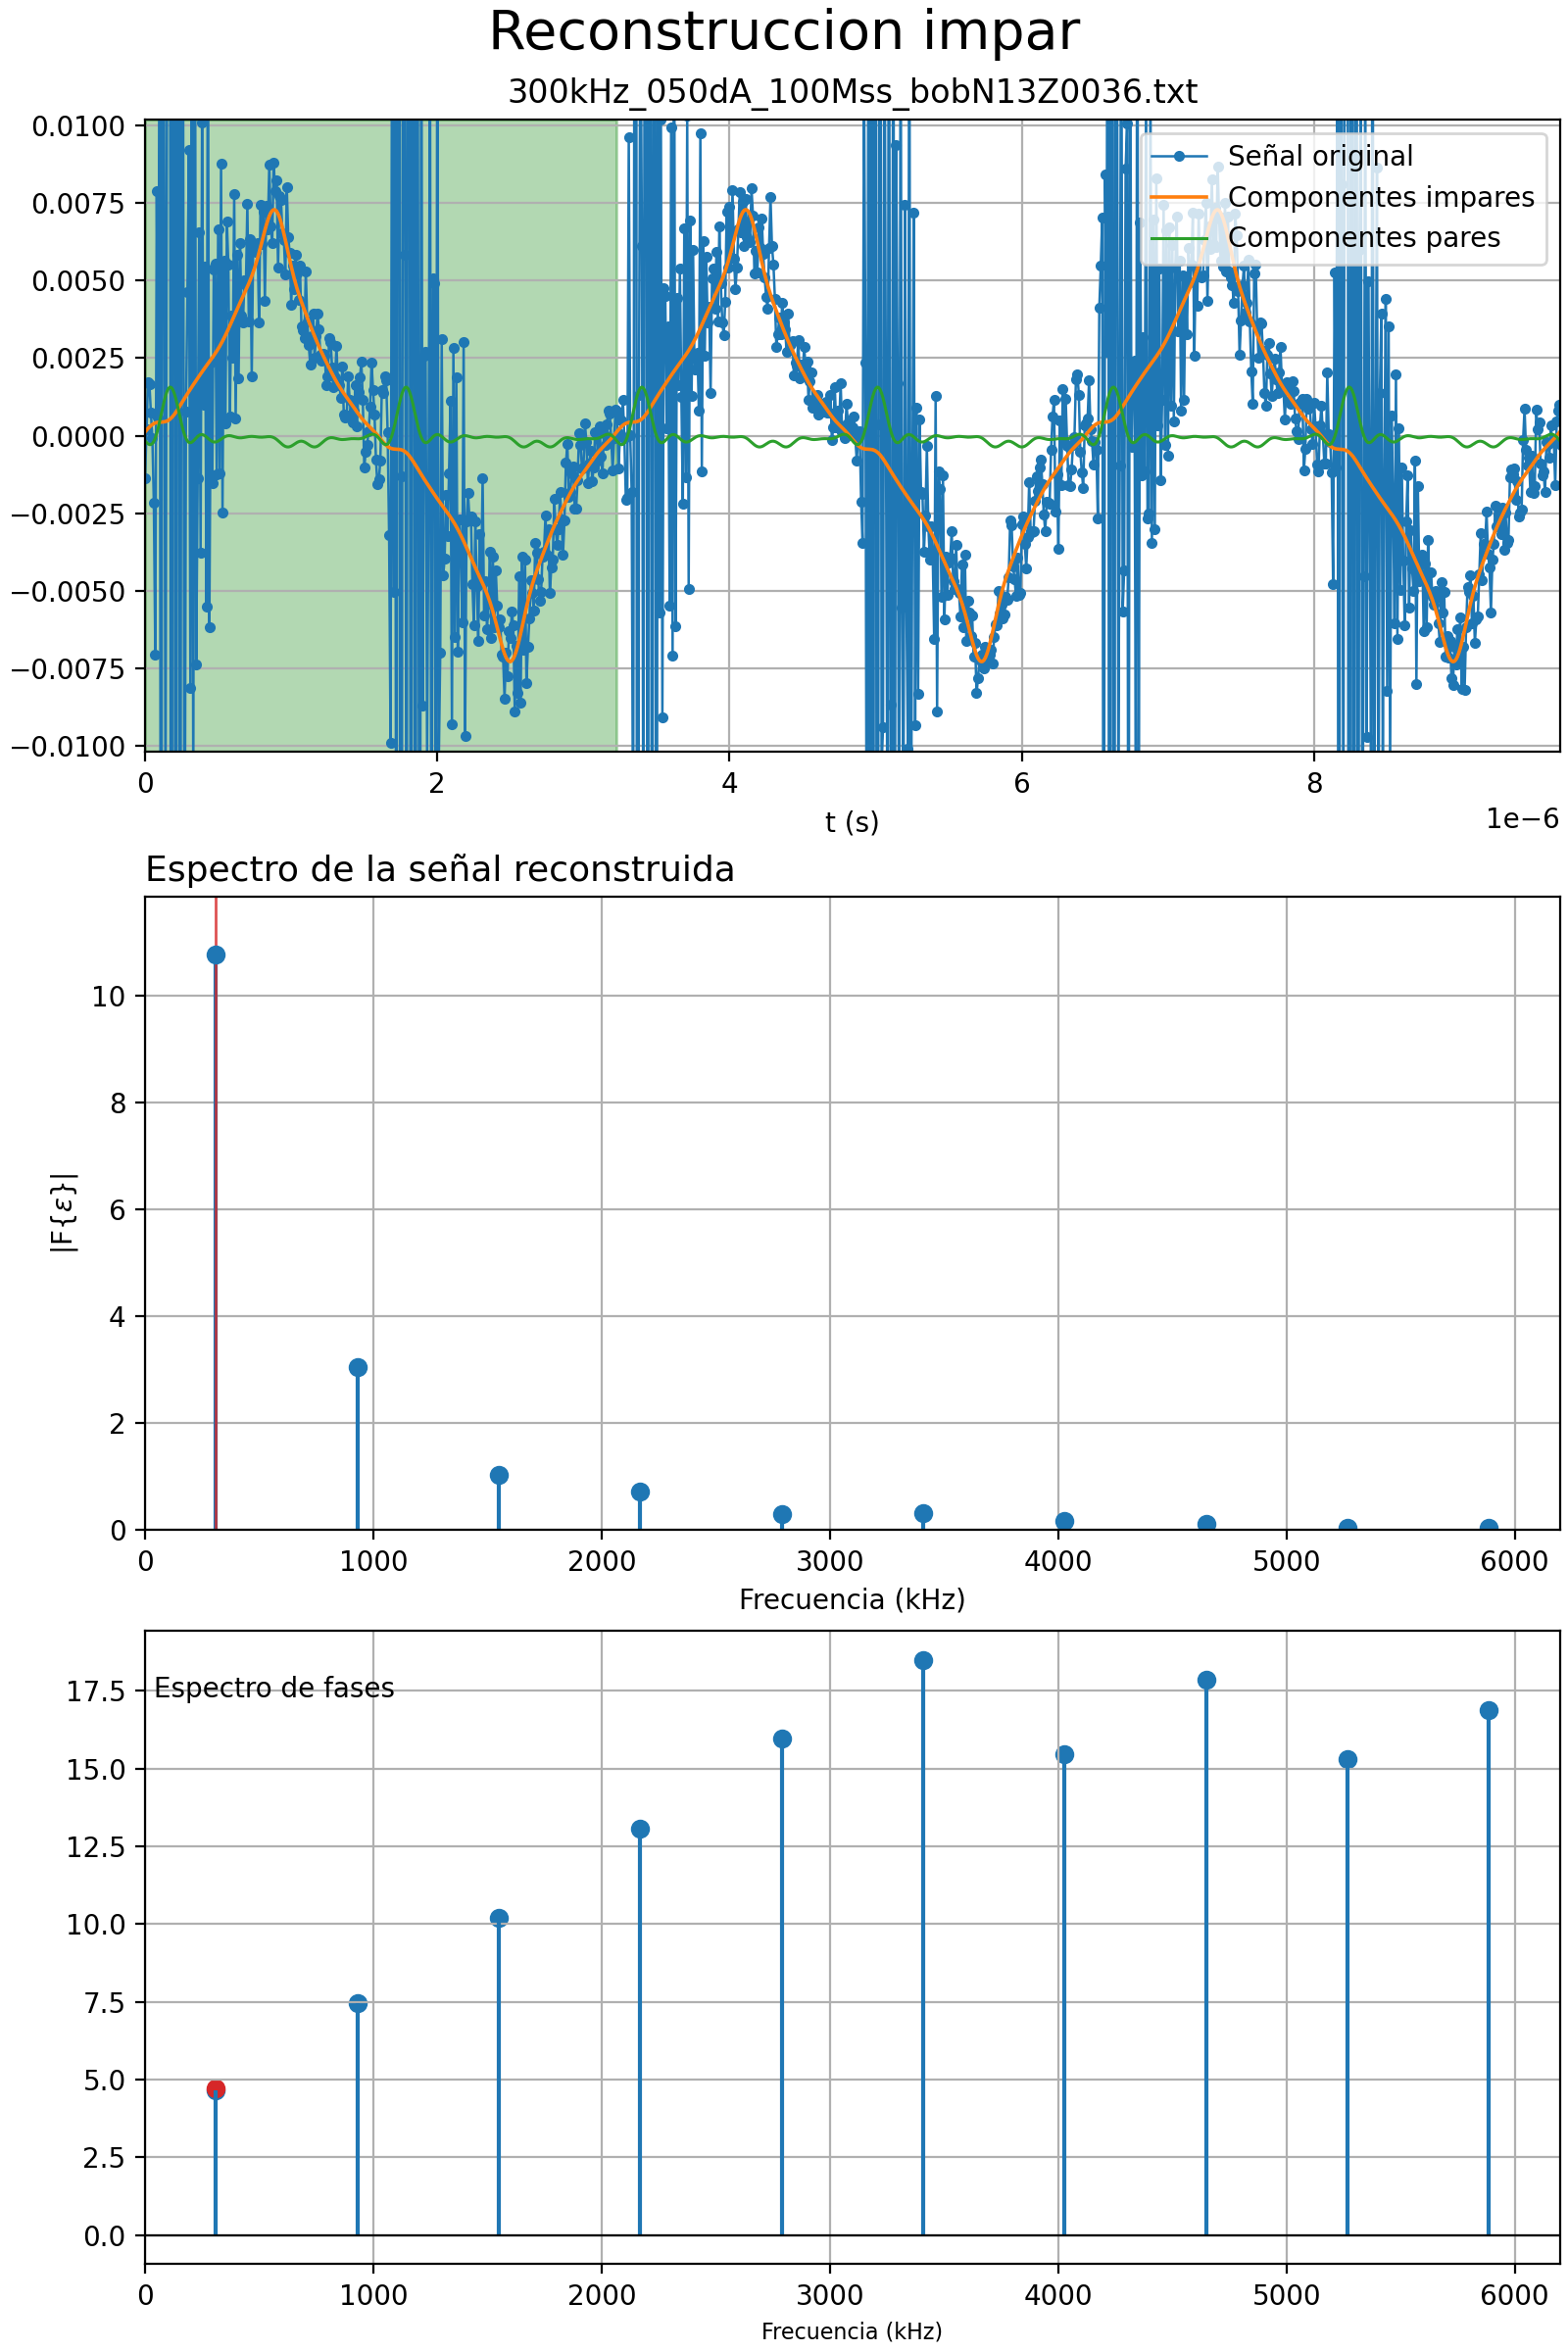 Reconstruccion impar
300kHz_050dA_100Mss_bobN13Z0036.txt
0.0100
0.0075
0.0050
0.0025
0.0000
−0.0025
−0.0050
−0.0075
−0.0100
Señal original
Componentes impares
Componentes pares
0 2 4 6 8
t (s)
1e−6
Espectro de la señal reconstruida
10
8
6
4
2
0
|F{ε}|
0 1000 2000 3000 4000 5000 6000
Frecuencia (kHz)
Espectro de fases
17.5
15.0
12.5
10.0
7.5
5.0
2.5
0.0
0 1000 2000 3000 4000 5000 6000
Frecuencia (kHz)